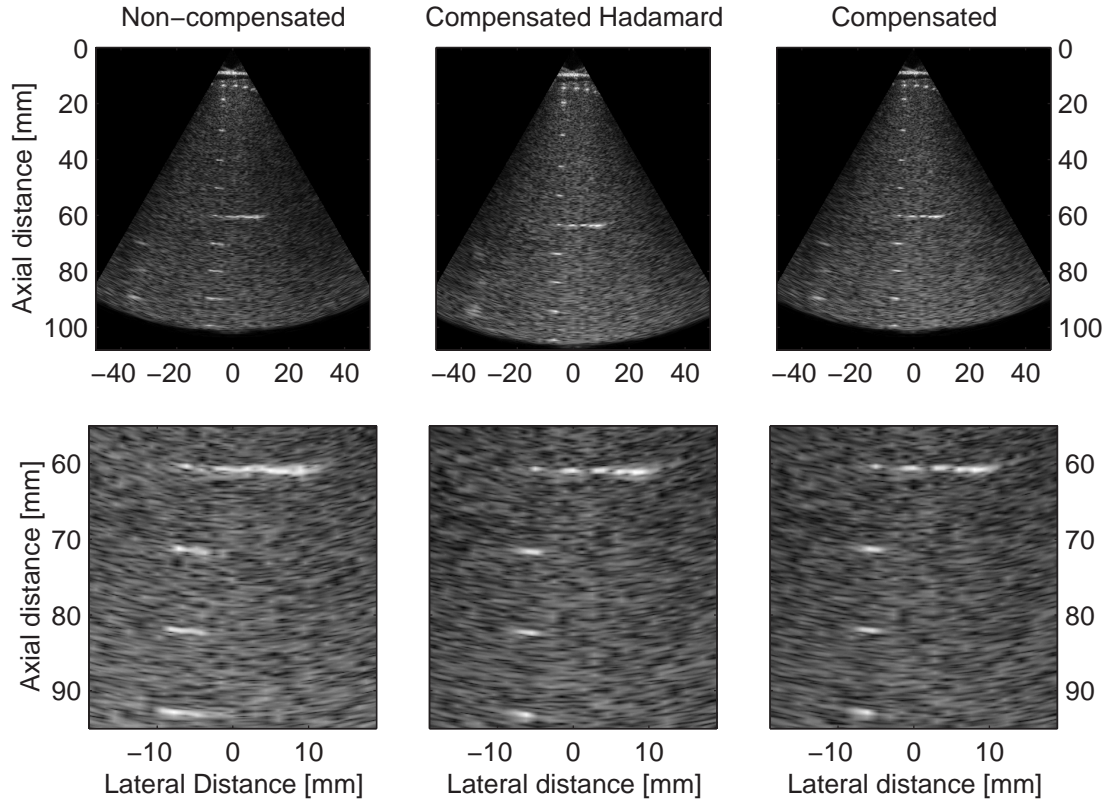 Non−compensated Compensated Hadamard Compensated
0 0
20 20
40 40
60 60
80 80
100 100
Axial distance [mm]
−40 −20 0 20 40 −40 −20 0 20 40 −40 −20 0 20 40
60 60
70 70
80 80
90 90
Axial distance [mm]
−10 0 10 −10 0 10 −10 0 10
Lateral Distance [mm] Lateral distance [mm] Lateral distance [mm]